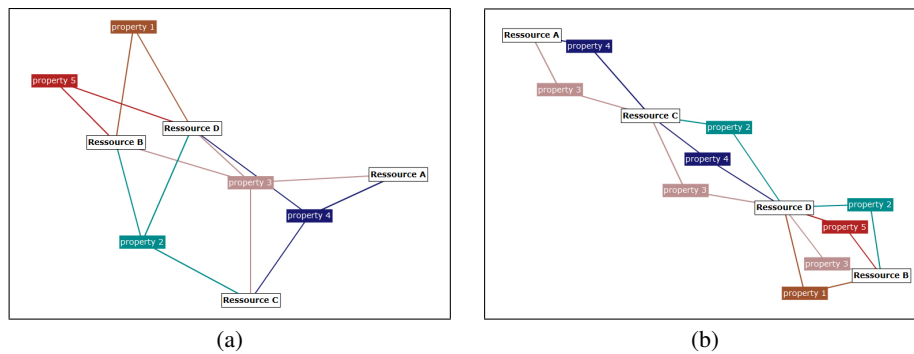 property 1
property 5
Ressource D
Ressource B
Ressource A
property 3
property 4
property 2
Ressource C
(a)
Ressource A
property 4
property 3
Ressource C
property 2
property 4
property 3
Ressource D
property 2
property 5
property 3
Ressource B
property 1
(b)